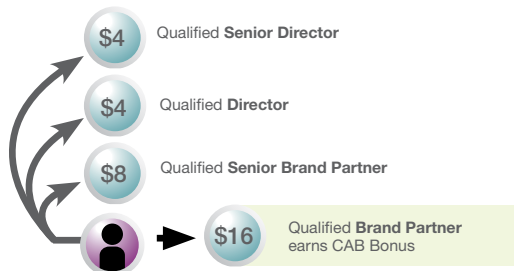 $4 Qualified Senior Director
$4 Qualified Director
$8 Qualified Senior Brand Partner
$16 Qualified Brand Partner
earns CAB Bonus